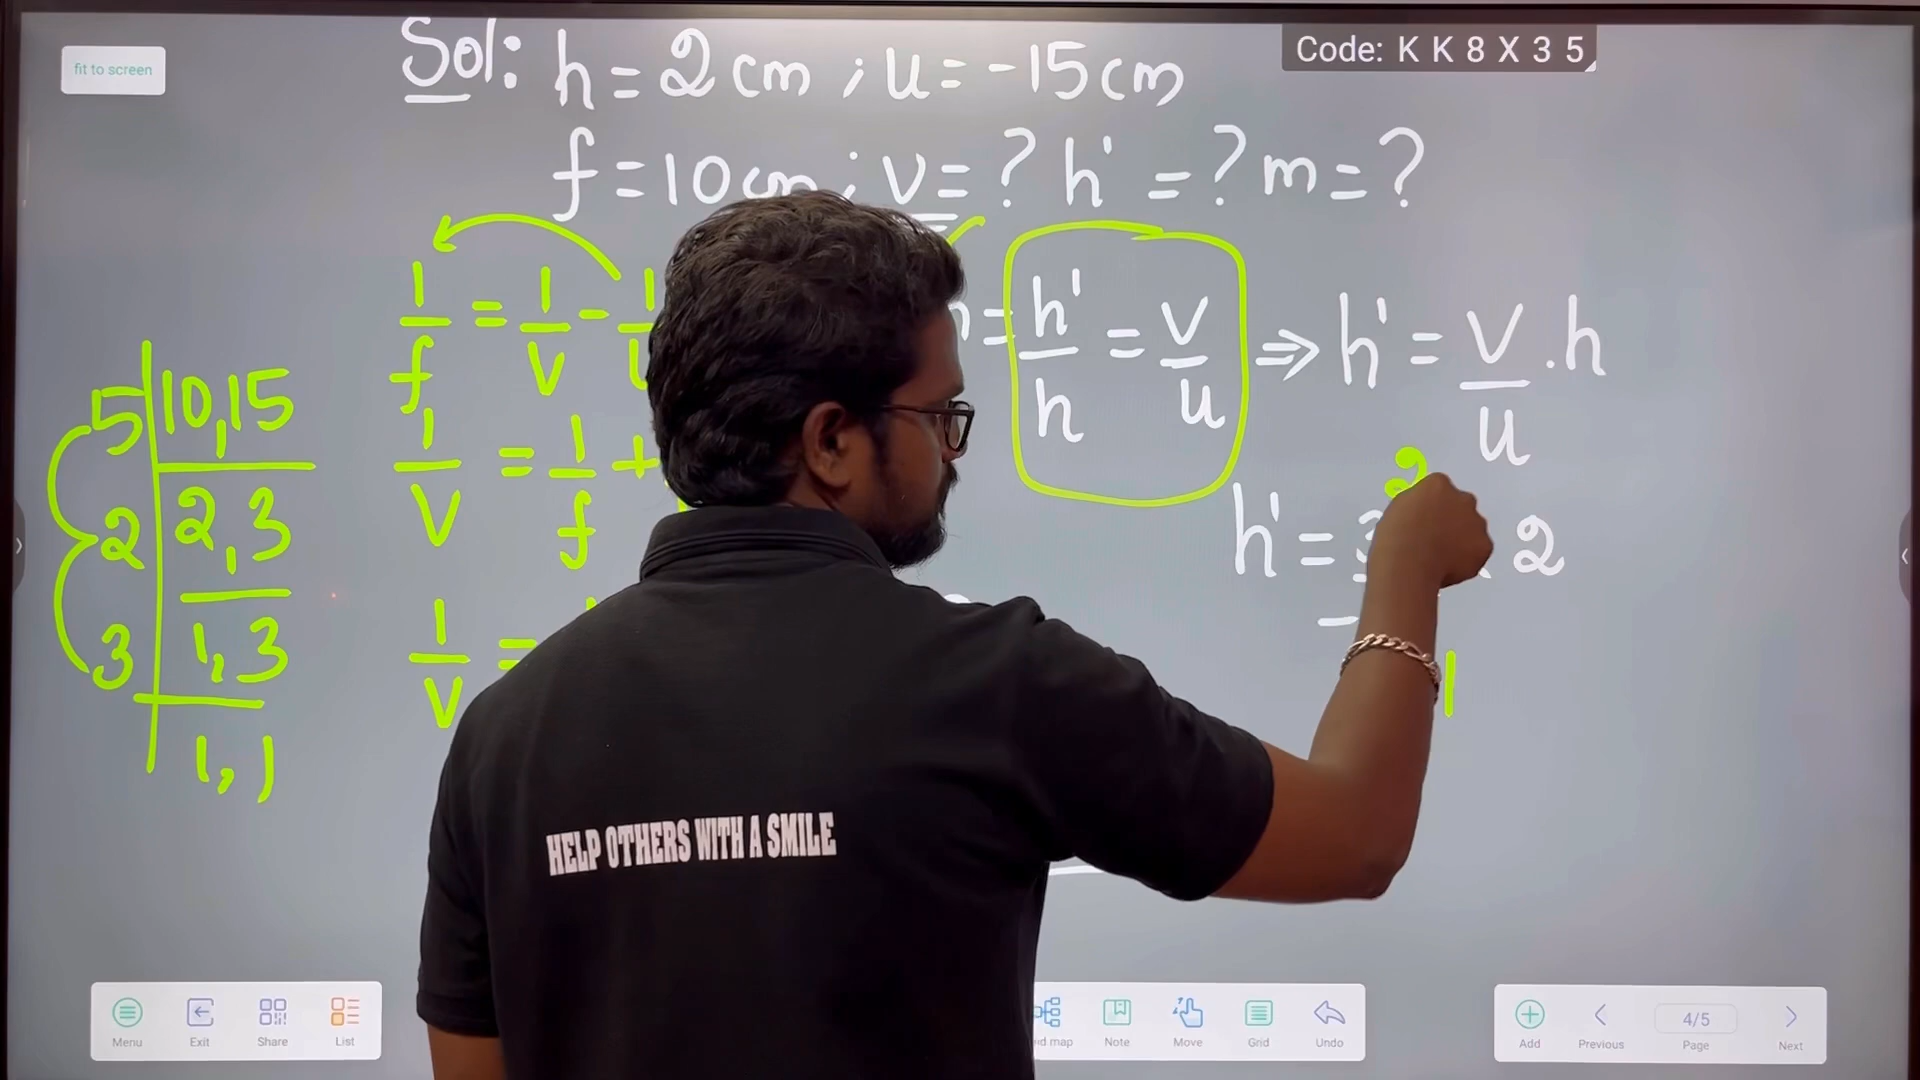 fit to screen
Code: K K 8 X 3 5
Sol: h = 2 cm ; u = -15 cm
f = 10 cm ; v = ? h' = ? m = ?
1/f = 1/v - 1/
= h'/h = v/u ⇒ h' = v/u . h
5 | 10, 15
1/v = 1/f +
2 | 2, 3
2
h' = 2
3 | 1, 3
1/v =
1
1, 1
HELP OTHERS WITH A SMILE
Menu Exit Share List Note Move Grid Undo Add Previous 4/5 Page Next